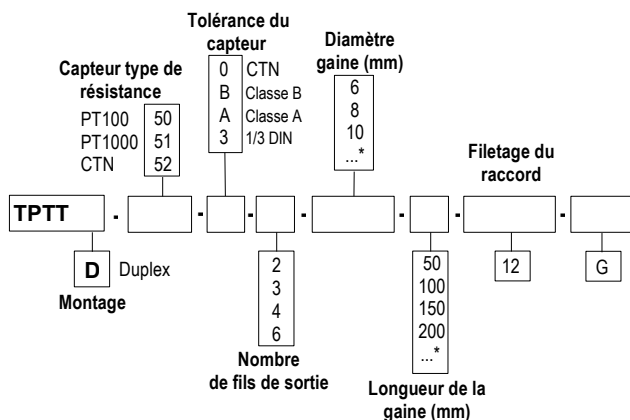 Tolérance du
capteur
Capteur type de
résistance
PT100 50
PT1000 51
CTN 52
0 CTN
B Classe B
A Classe A
3 1/3 DIN
Diamètre
gaine (mm)
6
8
10
...*
Filetage du
raccord
TPTT - - - - - - -
D Duplex
Montage
2
3
4
6
Nombre
de fils de sortie
50
100
150
200
...*
Longueur de la
gaine (mm)
12
G